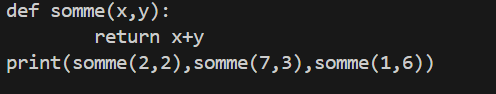 def somme(x,y):
        return x+y
print(somme(2,2),somme(7,3),somme(1,6))